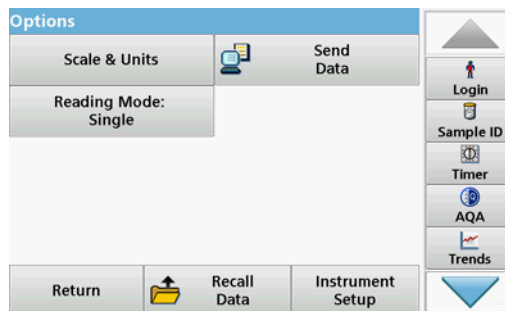 Options
Scale & Units
Send
Data
Reading Mode:
Single
Return
Recall
Data
Instrument
Setup
Login
Sample ID
Timer
AQA
Trends